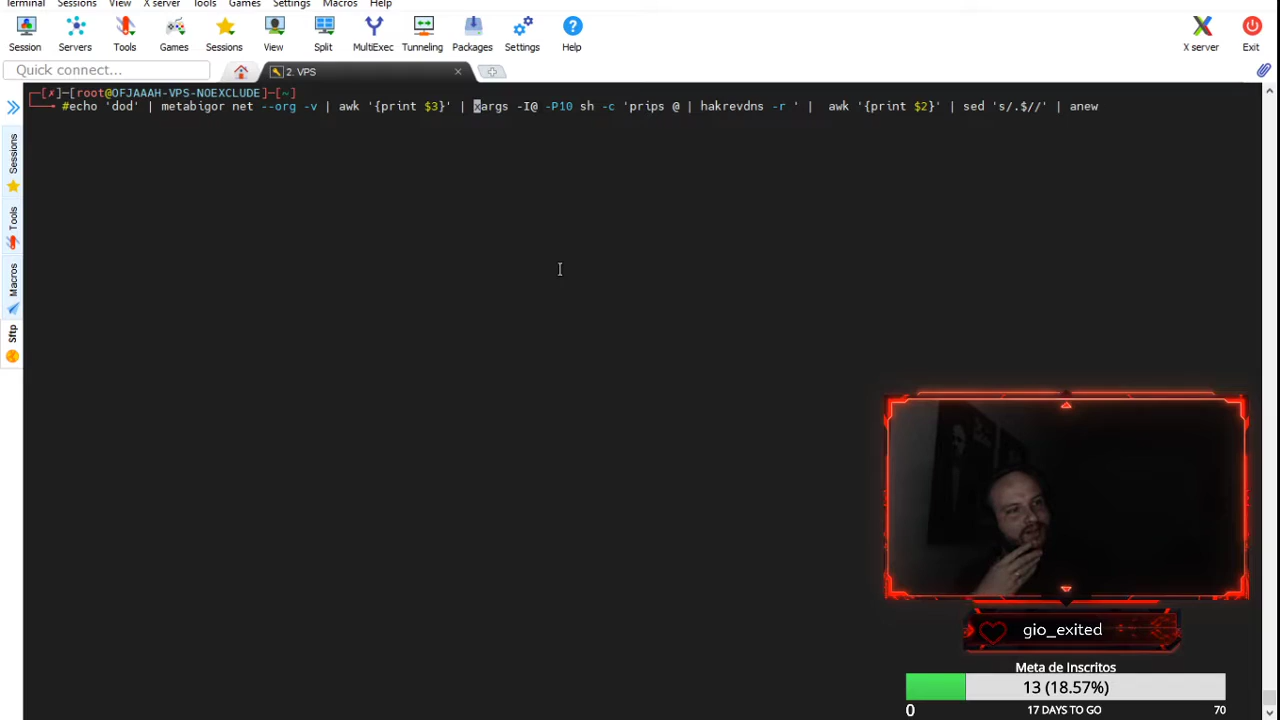 Terminal Sessions View X server Tools Games Settings Macros Help
Session Servers Tools Games Sessions View Split MultiExec Tunneling Packages Settings Help X server Exit
Quick connect... 2. VPS
Sessions
Tools
Macros
Sftp
┌─[✗]─[root@OFJAAAH-VPS-NOEXCLUDE]─[~]
└──╼ #echo 'dod' | metabigor net --org -v | awk '{print $3}' | xargs -I@ -P10 sh -c 'prips @ | hakrevdns -r ' |  awk '{print $2}' | sed 's/.$//' | anew
gio_exited
Meta de Inscritos
13 (18.57%)
0 17 DAYS TO GO 70